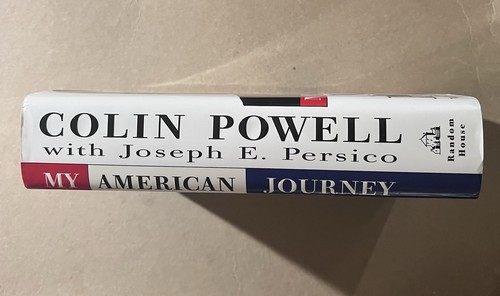 COLIN POWELL
with Joseph E. Persico
MY AMERICAN JOURNEY
Random
House